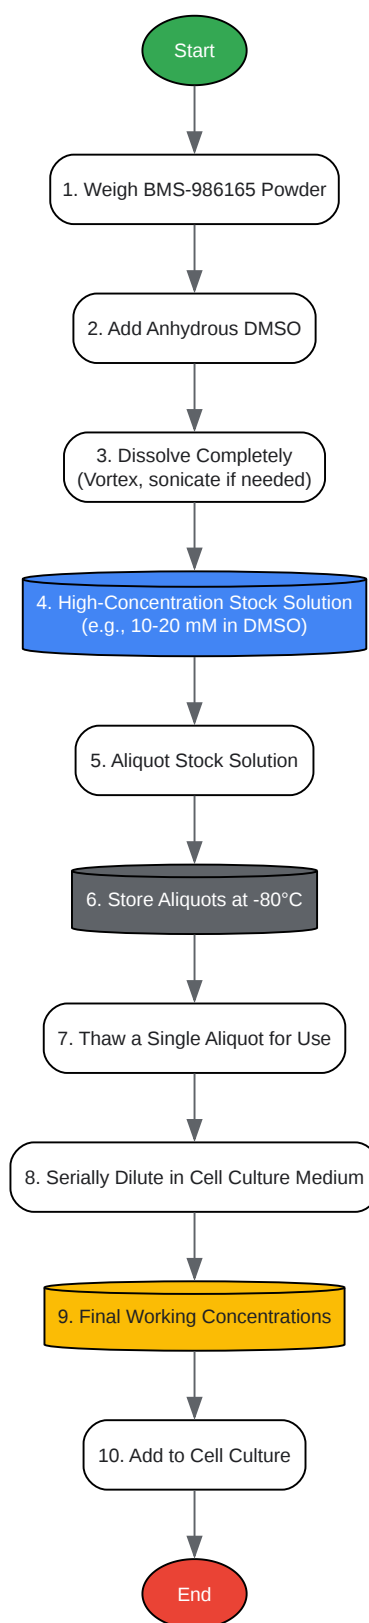 Start
1. Weigh BMS-986165 Powder
2. Add Anhydrous DMSO
3. Dissolve Completely
(Vortex, sonicate if needed)
4. High-Concentration Stock Solution
(e.g., 10-20 mM in DMSO)
5. Aliquot Stock Solution
6. Store Aliquots at -80°C
7. Thaw a Single Aliquot for Use
8. Serially Dilute in Cell Culture Medium
9. Final Working Concentrations
10. Add to Cell Culture
End